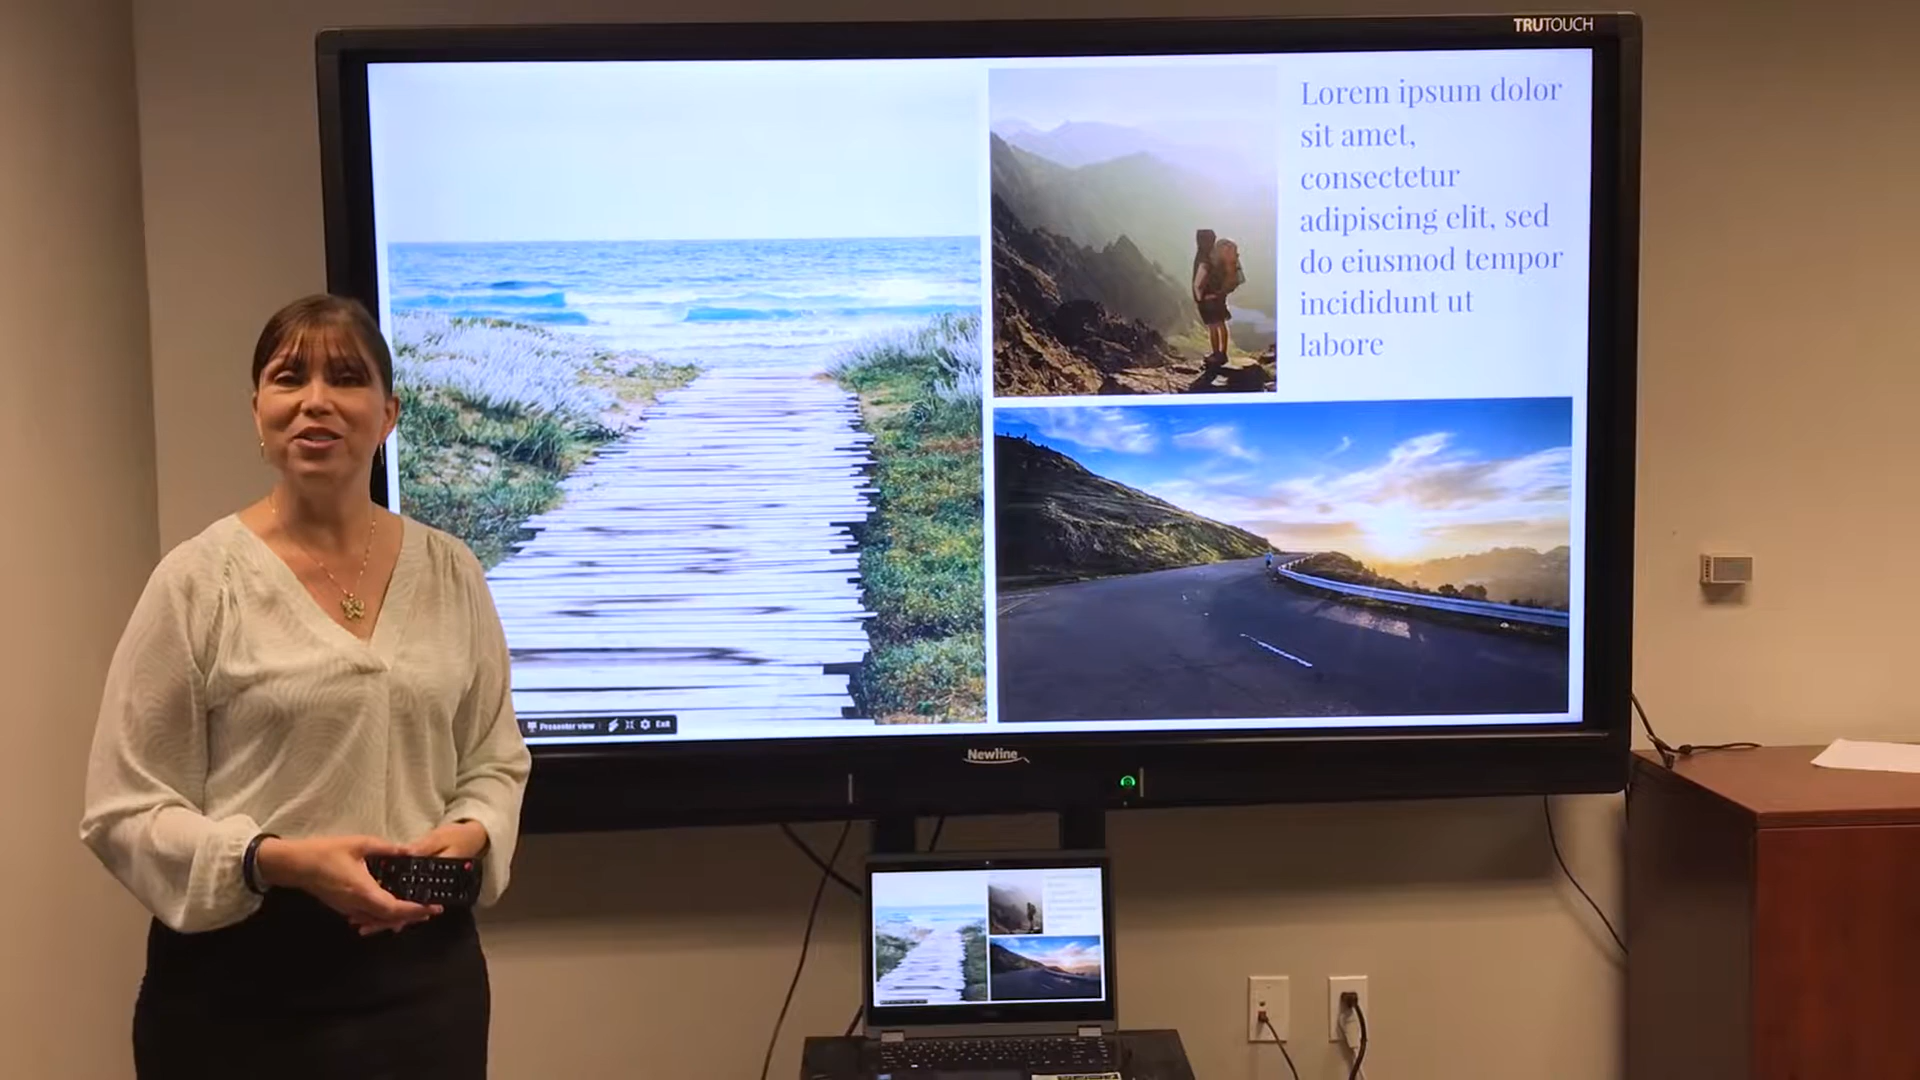 TRUTOUCH
Lorem ipsum dolor
sit amet,
consectetur
adipiscing elit, sed
do eiusmod tempor
incididunt ut
labore
Presenter view
Exit
Newline